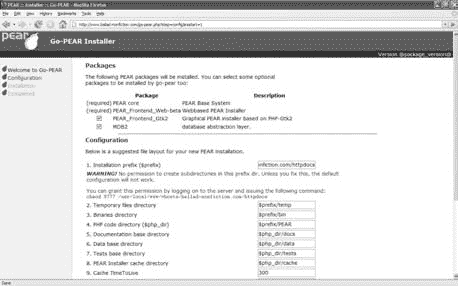 PEAR :: Installer :: Go-PEAR - Mozilla Firefox
File Edit View History Bookmarks Tools Help
pear
Go-PEAR Installer
Version @package_version@
Welcome to Go-PEAR
Configuration
Installation
Completed
Packages
The following PEAR packages will be installed. You can select some optional
packages to be installed by go-pear too:
Package Description
(required) PEAR core PEAR Base System
(required) PEAR_Frontend_Web-beta Webbased PEAR Installer
PEAR_Frontend_Gtk2 Graphical PEAR installer based on PHP-Gtk2
MDB2 database abstraction layer.
Configuration
Below is a suggested file layout for your new PEAR installation.
1. Installation prefix ($prefix) nfiction.com/httpdocs
WARNING! No permission to create subdirectories in this prefix dir. Unless you fix this, the default
configuration will not work.
You can grant this permission by logging on to the server and issuing the following command:
2. Temporary files directory $prefix/temp
3. Binaries directory $prefix/bin
4. PHP code directory ($php_dir) $prefix/PEAR
5. Documentation base directory $php_dir/docs
6. Data base directory $php_dir/data
7. Tests base directory $php_dir/tests
8. PEAR Installer cache directory $php_dir/cache
9. Cache TimeToLive 300
Done